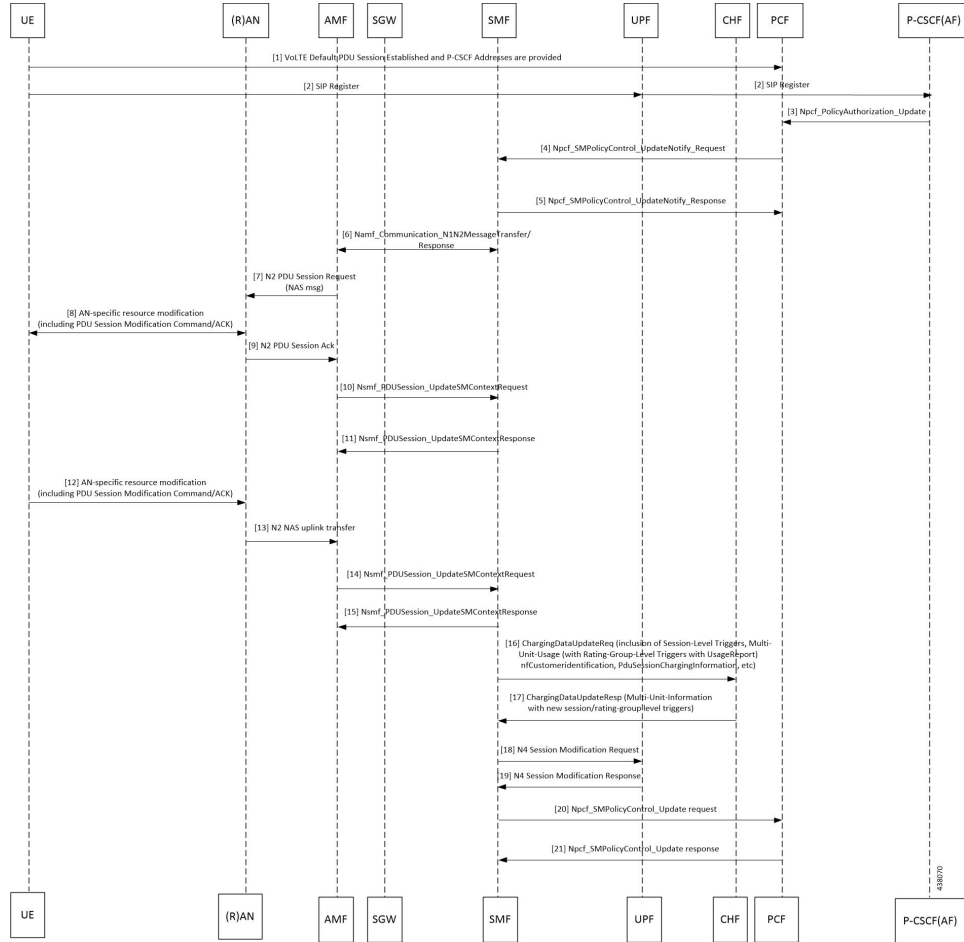 UE
(R)AN
AMF
SGW
SMF
UPF
CHF
PCF
P-CSCF(AF)
[1] VoLTE Default PDU Session Established and P-CSCF Addresses are provided
[2] SIP Register
[2] SIP Register
[3] Npcf_PolicyAuthorization_Update
[4] Npcf_SMPolicyControl_UpdateNotify_Request
[5] Npcf_SMPolicyControl_UpdateNotify_Response
[6] Namf_Communication_N1N2MessageTransfer/
Response
[7] N2 PDU Session Request
(NAS msg)
[8] AN-specific resource modification
(including PDU Session Modification Command/ACK)
[9] N2 PDU Session Ack
[10] Nsmf_PDUSession_UpdateSMContextRequest
[11] Nsmf_PDUSession_UpdateSMContextResponse
[12] AN-specific resource modification
(including PDU Session Modification Command/ACK)
[13] N2 NAS uplink transfer
[14] Nsmf_PDUSession_UpdateSMContextRequest
[15] Nsmf_PDUSession_UpdateSMContextResponse
[16] ChargingDataUpdateReq (inclusion of Session-Level Triggers, Multi-
Unit-Usage (with Rating-Group-Level Triggers with UsageReport)
nfCustomeridentification, PduSessionChargingInformation, etc)
[17] ChargingDataUpdateResp (Multi-Unit-Information
with new session/rating-group level triggers)
[18] N4 Session Modification Request
[19] N4 Session Modification Response
[20] Npcf_SMPolicyControl_Update request
[21] Npcf_SMPolicyControl_Update response
438070
UE
(R)AN
AMF
SGW
SMF
UPF
CHF
PCF
P-CSCF(AF)